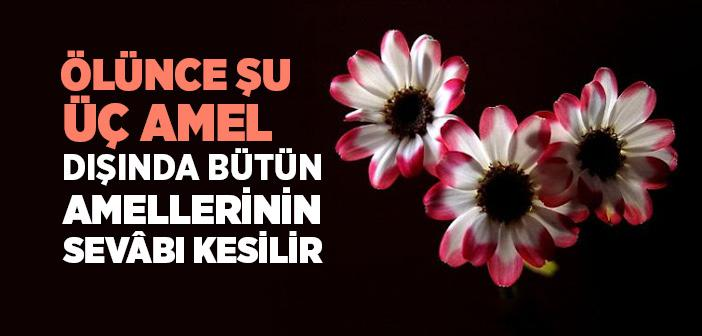 ÖLÜNCE ŞU
ÜÇ AMEL
DIŞINDA BÜTÜN
AMELLERİNİN
SEVÂBI KESİLİR